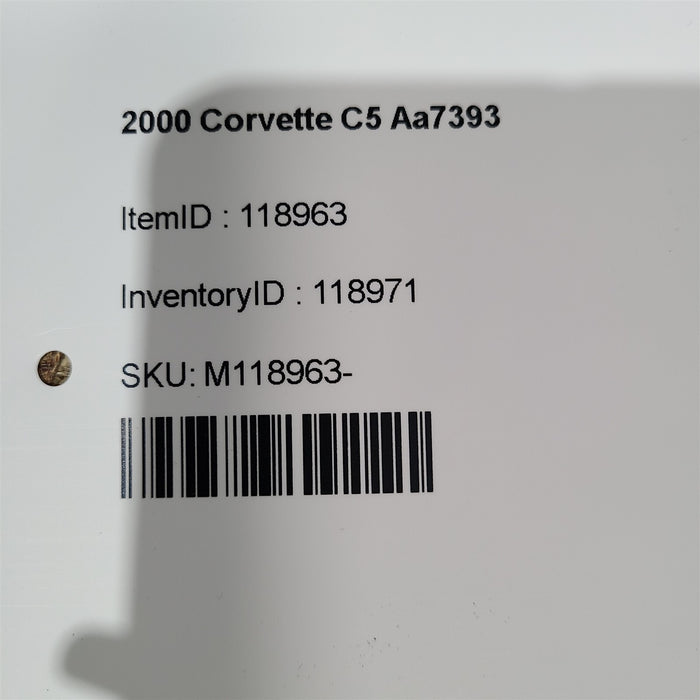 2000 Corvette C5 Aa7393
ItemID : 118963
InventoryID : 118971
SKU: M118963-